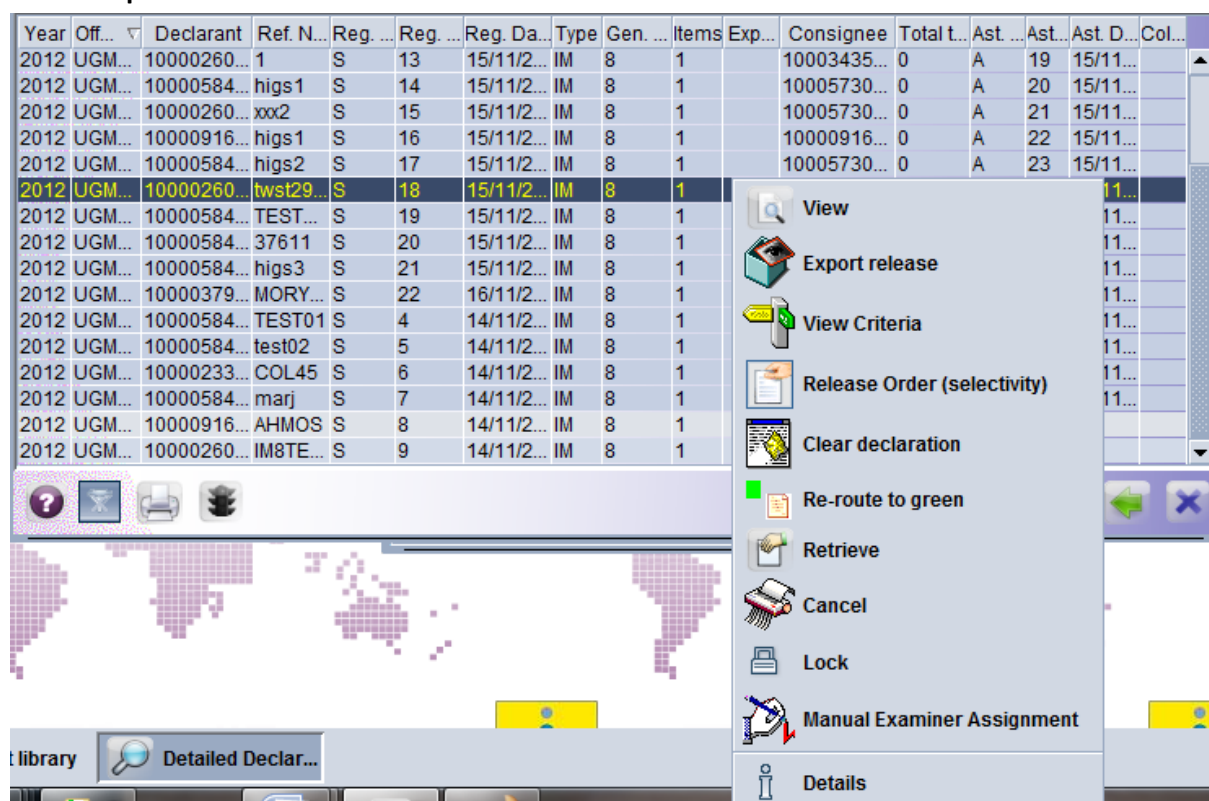 Year Off... Declarant Ref. N... Reg. ... Reg. ... Reg. Da... Type Gen. ... Items Exp... Consignee Total t... Ast. ... Ast... Ast. D... Col...
2012 UGM... 10000260... 1 S 13 15/11/2... IM 8 1 10003435... 0 A 19 15/11...
2012 UGM... 10000584... higs1 S 14 15/11/2... IM 8 1 10005730... 0 A 20 15/11...
2012 UGM... 10000260... xxx2 S 15 15/11/2... IM 8 1 10005730... 0 A 21 15/11...
2012 UGM... 10000916... higs1 S 16 15/11/2... IM 8 1 10000916... 0 A 22 15/11...
2012 UGM... 10000584... higs2 S 17 15/11/2... IM 8 1 10005730... 0 A 23 15/11...
2012 UGM... 10000260... twst29... S 18 15/11/2... IM 8 1 11...
2012 UGM... 10000584... TEST... S 19 15/11/2... IM 8 1 11...
2012 UGM... 10000584... 37611 S 20 15/11/2... IM 8 1 11...
2012 UGM... 10000584... higs3 S 21 15/11/2... IM 8 1 11...
2012 UGM... 10000379... MORY... S 22 16/11/2... IM 8 1 11...
2012 UGM... 10000584... TEST01 S 4 14/11/2... IM 8 1 11...
2012 UGM... 10000584... test02 S 5 14/11/2... IM 8 1 11...
2012 UGM... 10000233... COL45 S 6 14/11/2... IM 8 1 11...
2012 UGM... 10000584... marj S 7 14/11/2... IM 8 1 11...
2012 UGM... 10000916... AHMOS S 8 14/11/2... IM 8 1
2012 UGM... 10000260... IM8TE... S 9 14/11/2... IM 8 1
View
Export release
View Criteria
Release Order (selectivity)
Clear declaration
Re-route to green
Retrieve
Cancel
Lock
Manual Examiner Assignment
Details
library
Detailed Declar...